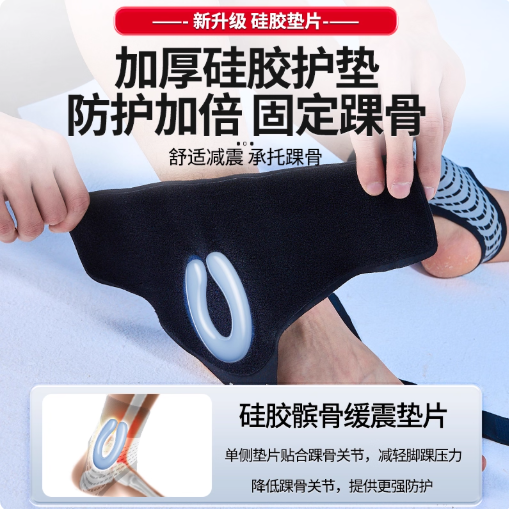 新升级 硅胶垫片
加厚硅胶护垫
防护加倍 固定踝骨
舒适减震 承托踝骨
硅胶髌骨缓震垫片
单侧垫片贴合踝骨关节，减轻脚踝压力
降低踝骨关节，提供更强防护